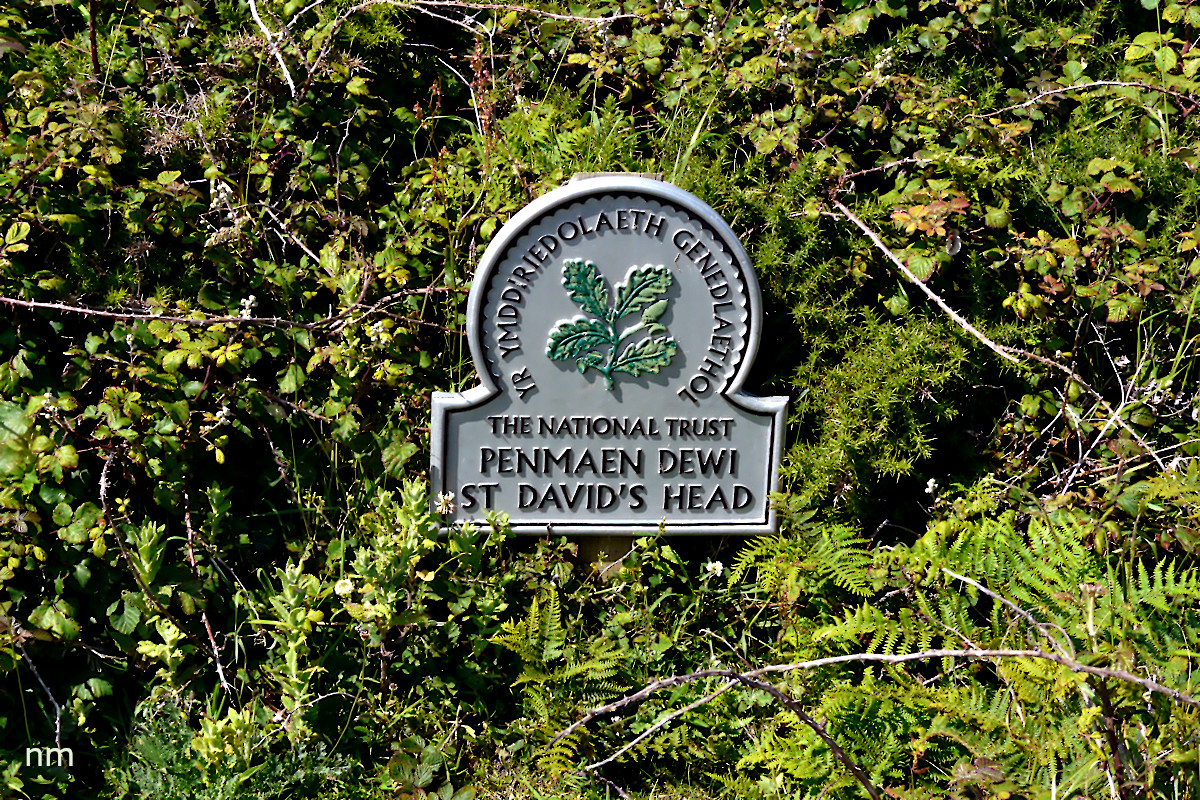 YR YMDDIRIEDOLAETH GENEDLAETHOL
THE NATIONAL TRUST
PENMAEN DEWI
ST DAVID'S HEAD
nm